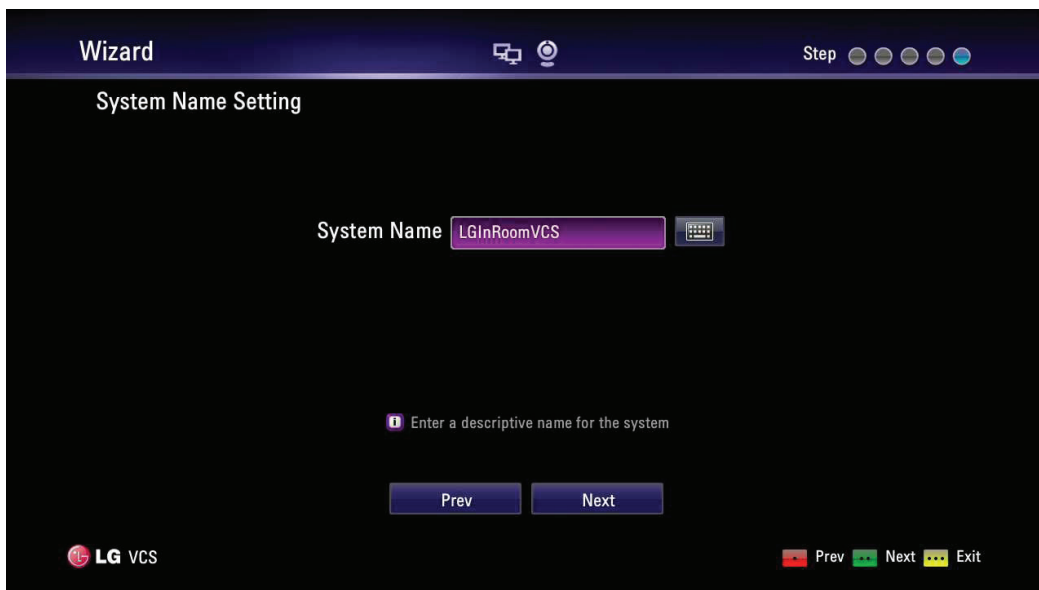 Wizard
Step
System Name Setting
System Name LGInRoomVCS
Enter a descriptive name for the system
Prev Next
LG VCS
Prev Next Exit